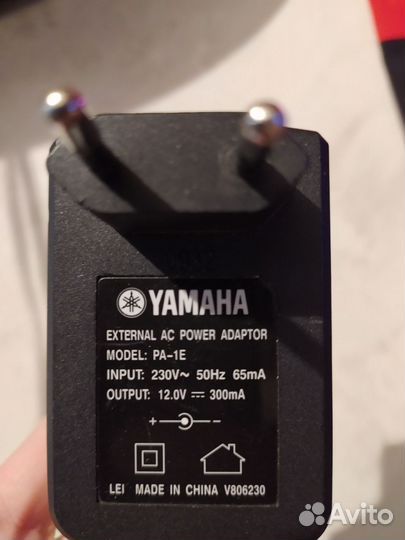 YAMAHA
EXTERNAL AC POWER ADAPTOR
MODEL: PA-1E
INPUT: 230V~ 50Hz 65mA
OUTPUT: 12.0V⎓ 300mA
+ -
LEI MADE IN CHINA V806230
Avito